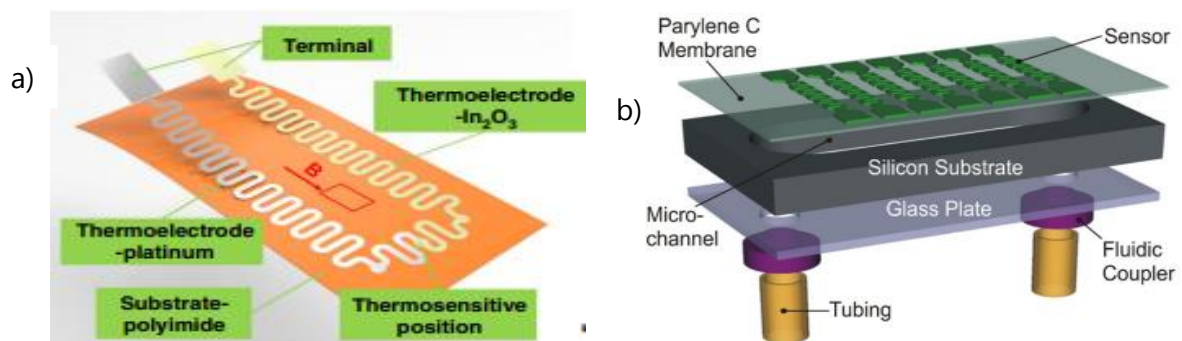 a)
Terminal
Thermoelectrode
-In₂O₃
B
Thermoelectrode
-platinum
Substrate-
polyimide
Thermosensitive
position
b)
Parylene C
Membrane
Sensor
Silicon Substrate
Micro-
channel
Glass Plate
Fluidic
Coupler
Tubing